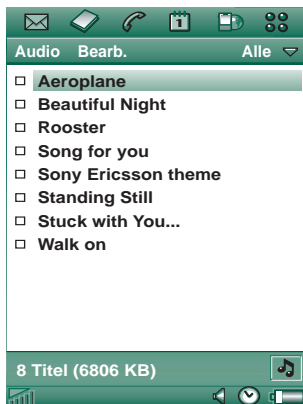 Audio Bearb. Alle
Aeroplane
Beautiful Night
Rooster
Song for you
Sony Ericsson theme
Standing Still
Stuck with You...
Walk on
8 Titel (6806 KB)